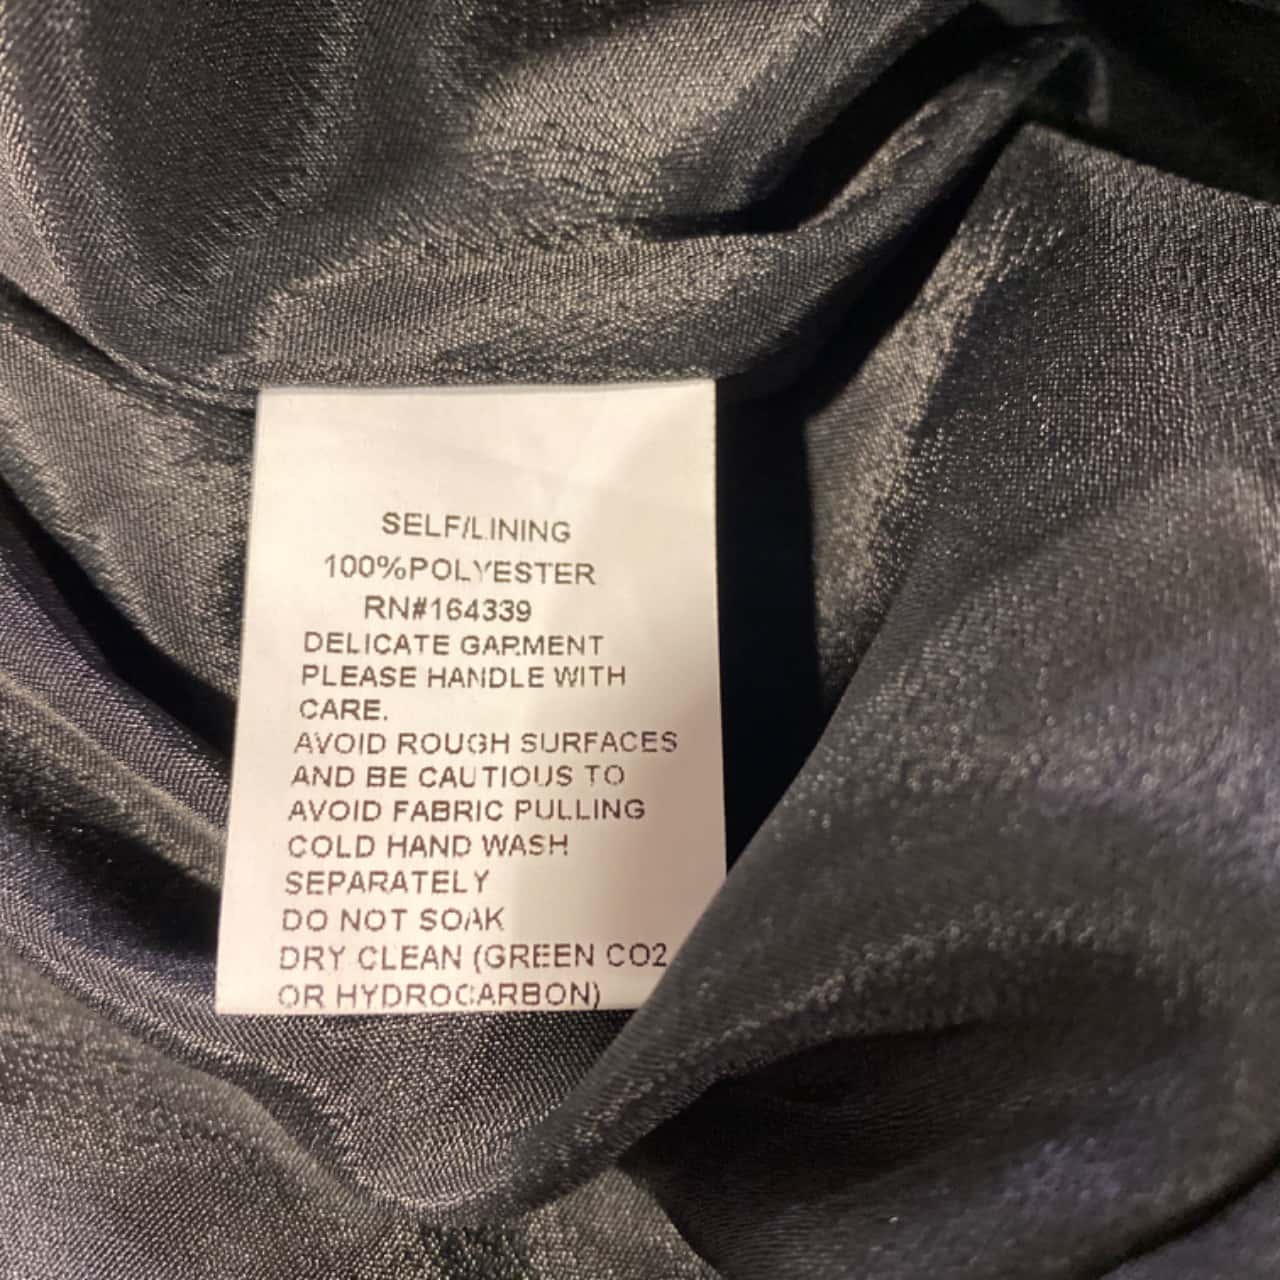 SELF/LINING
100%POLYESTER
RN#164339
DELICATE GARMENT
PLEASE HANDLE WITH
CARE.
AVOID ROUGH SURFACES
AND BE CAUTIOUS TO
AVOID FABRIC PULLING
COLD HAND WASH
SEPARATELY
DO NOT SOAK
DRY CLEAN (GREEN CO2
OR HYDROCARBON)